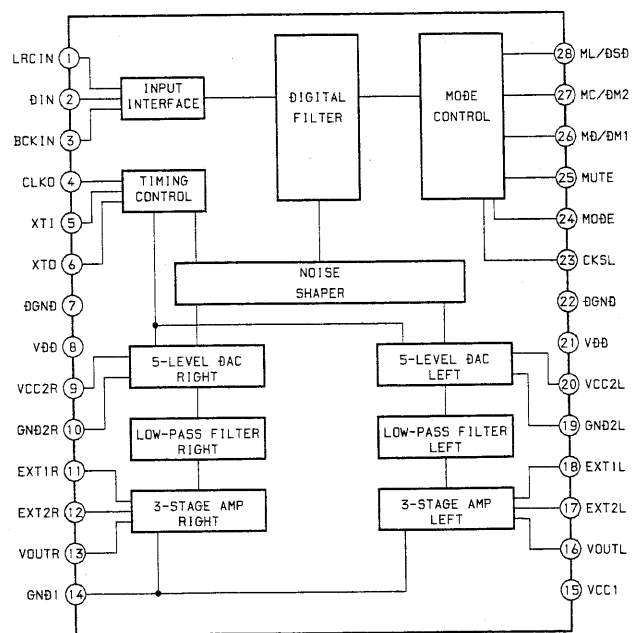 LRCIN 1
DIN 2
BCKIN 3
CLKO 4
XTI 5
XTO 6
DGND 7
VDD 8
VCC2R 9
GND2R 10
EXT1R 11
EXT2R 12
VOUTR 13
GND1 14
INPUT
INTERFACE
TIMING
CONTROL
DIGITAL
FILTER
MODE
CONTROL
NOISE
SHAPER
5-LEVEL DAC
RIGHT
5-LEVEL DAC
LEFT
LOW-PASS FILTER
RIGHT
LOW-PASS FILTER
LEFT
3-STAGE AMP
RIGHT
3-STAGE AMP
LEFT
28 ML/DSD
27 MC/DM2
26 MD/DM1
25 MUTE
24 MODE
23 CKSL
22 DGND
21 VDD
20 VCC2L
19 GND2L
18 EXT1L
17 EXT2L
16 VOUTL
15 VCC1